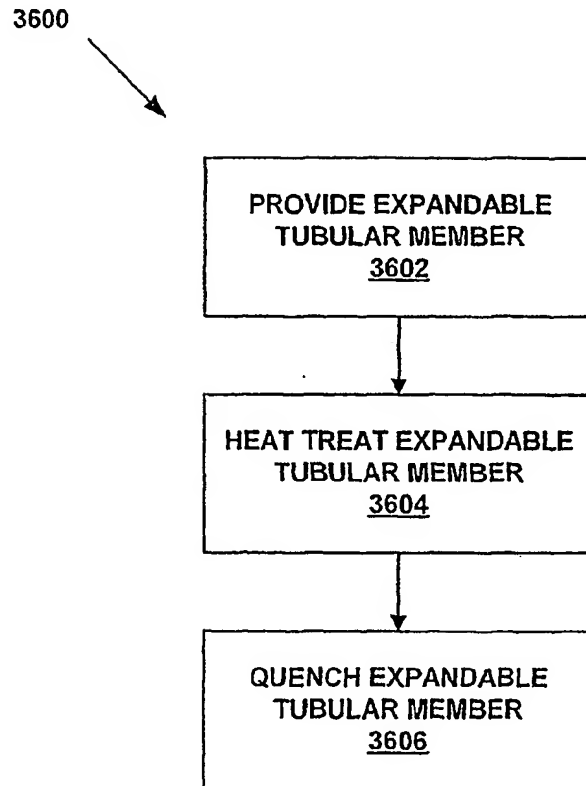 3600
PROVIDE EXPANDABLE
TUBULAR MEMBER
3602
HEAT TREAT EXPANDABLE
TUBULAR MEMBER
3604
QUENCH EXPANDABLE
TUBULAR MEMBER
3606